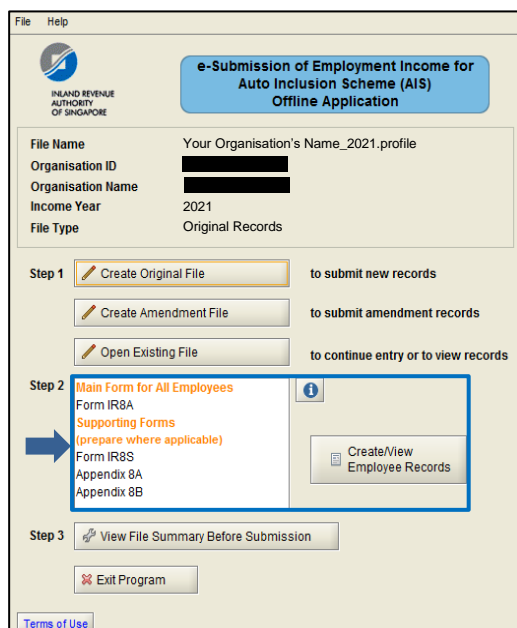 File Help
INLAND REVENUE
AUTHORITY
OF SINGAPORE
e-Submission of Employment Income for
Auto Inclusion Scheme (AIS)
Offline Application
File Name Your Organisation's Name_2021.profile
Organisation ID
Organisation Name
Income Year 2021
File Type Original Records
Step 1 Create Original File to submit new records
Create Amendment File to submit amendment records
Open Existing File to continue entry or to view records
Step 2 Main Form for All Employees
Form IR8A
Supporting Forms
(prepare where applicable)
Form IR8S
Appendix 8A
Appendix 8B
Create/View
Employee Records
Step 3 View File Summary Before Submission
Exit Program
Terms of Use